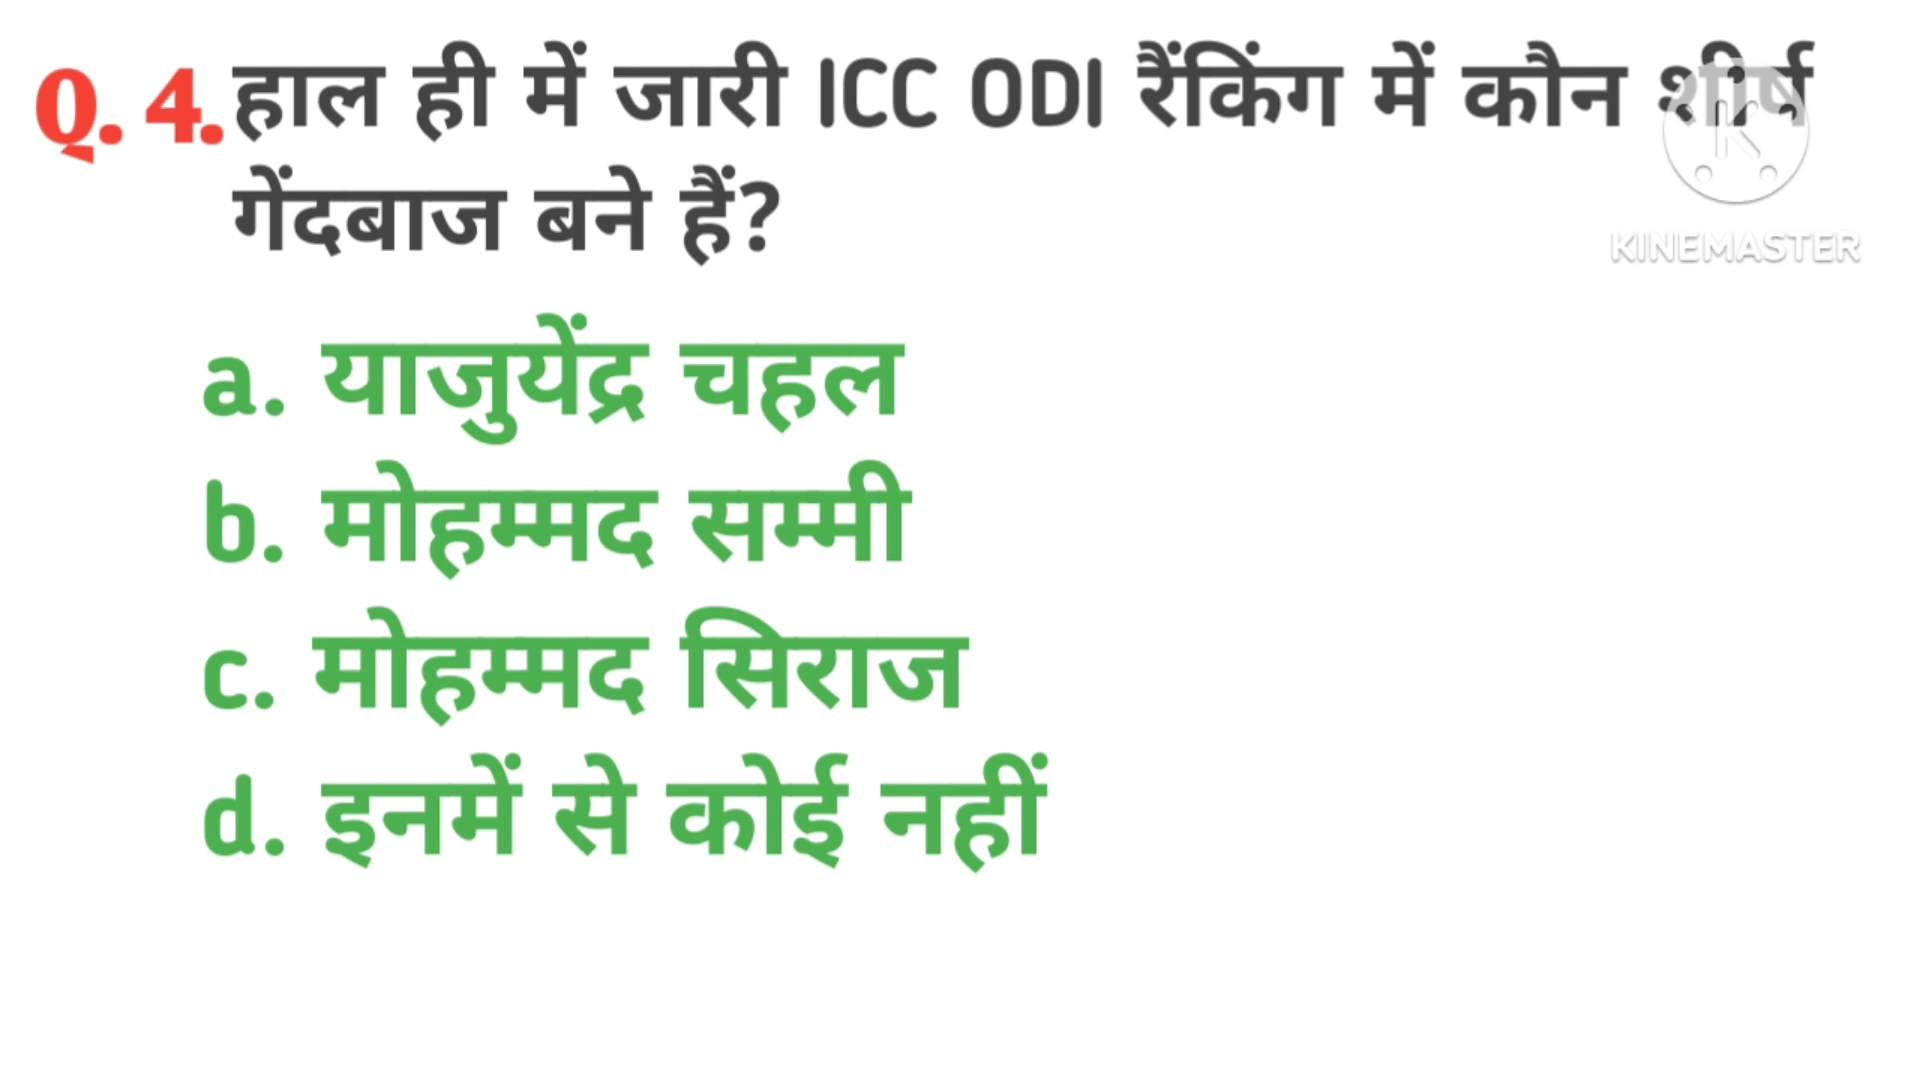 Q. 4. हाल ही में जारी ICC ODI रैंकिंग में कौन शीर्ष
गेंदबाज बने हैं?
KINEMASTER
a. याजुयेंद्र चहल
b. मोहम्मद सम्मी
c. मोहम्मद सिराज
d. इनमें से कोई नहीं